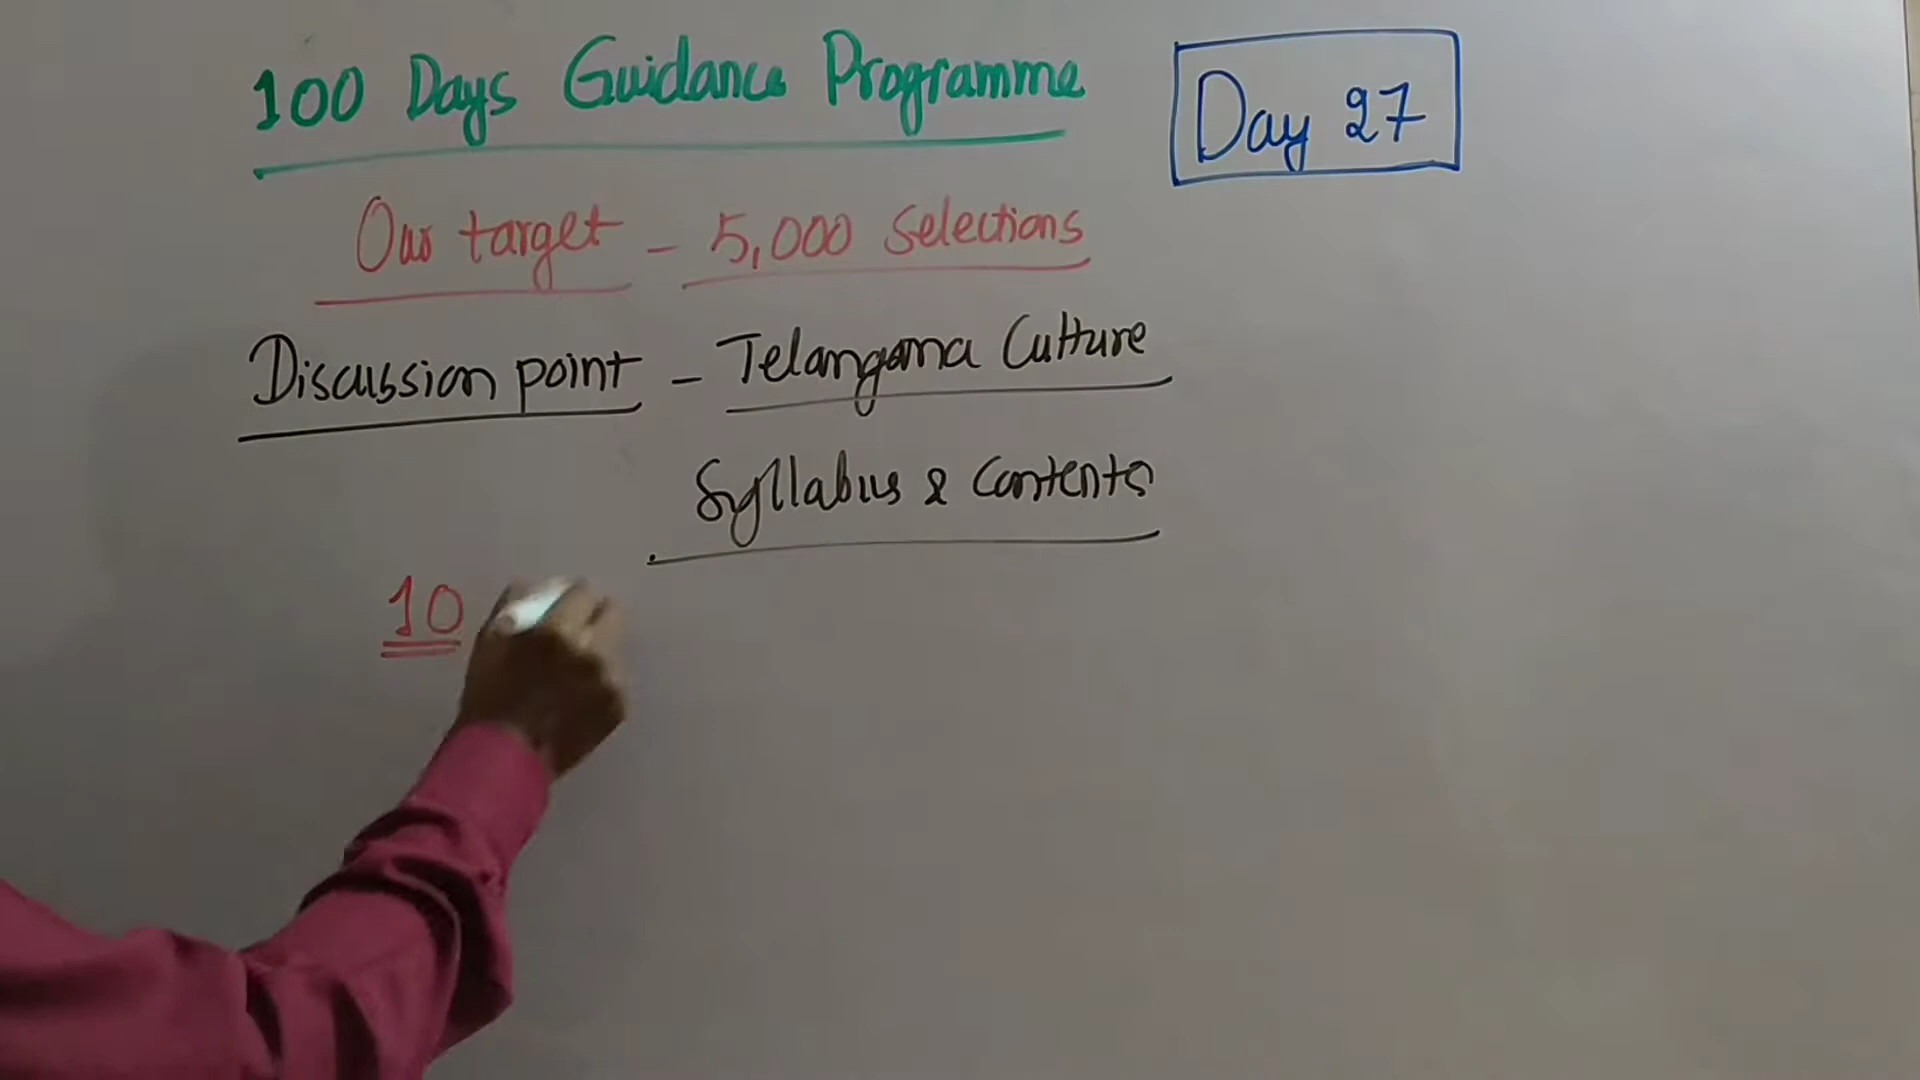 100 Days Guidance Programme
Day 27
Our target - 5,000 Selections
Discussion point - Telangana Culture
Syllabus & Contents
10